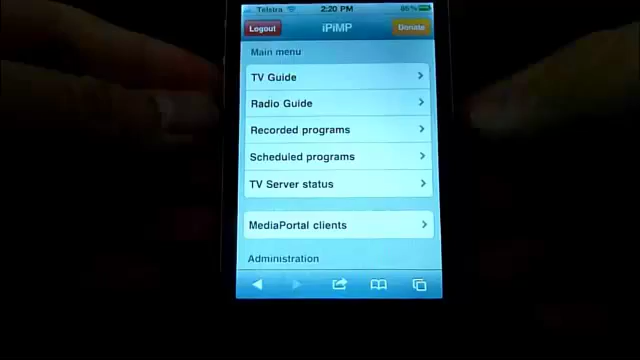 Telstra 2:20 PM 86%
Logout iPiMP Donate
Main menu
TV Guide
Radio Guide
Recorded programs
Scheduled programs
TV Server status
MediaPortal clients
Administration